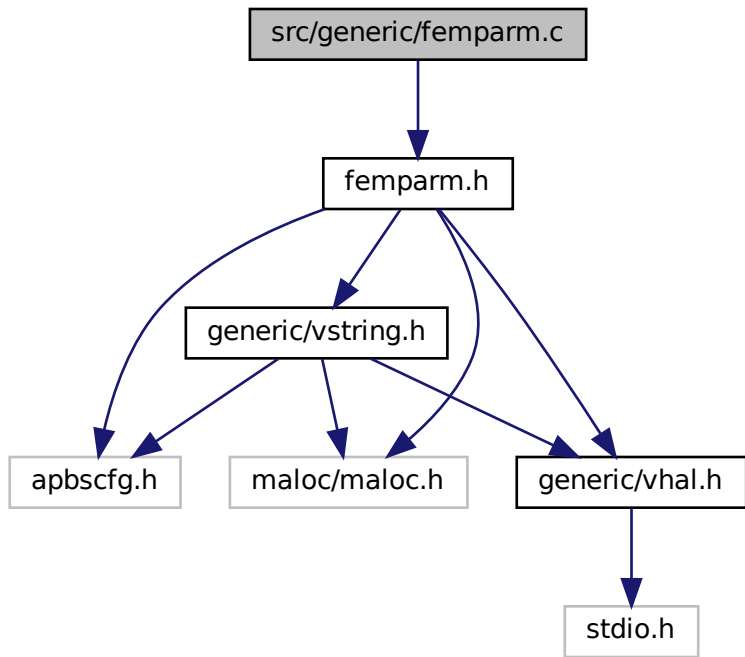 src/generic/femparm.c
femparm.h
generic/vstring.h
apbscfg.h
maloc/maloc.h
generic/vhal.h
stdio.h